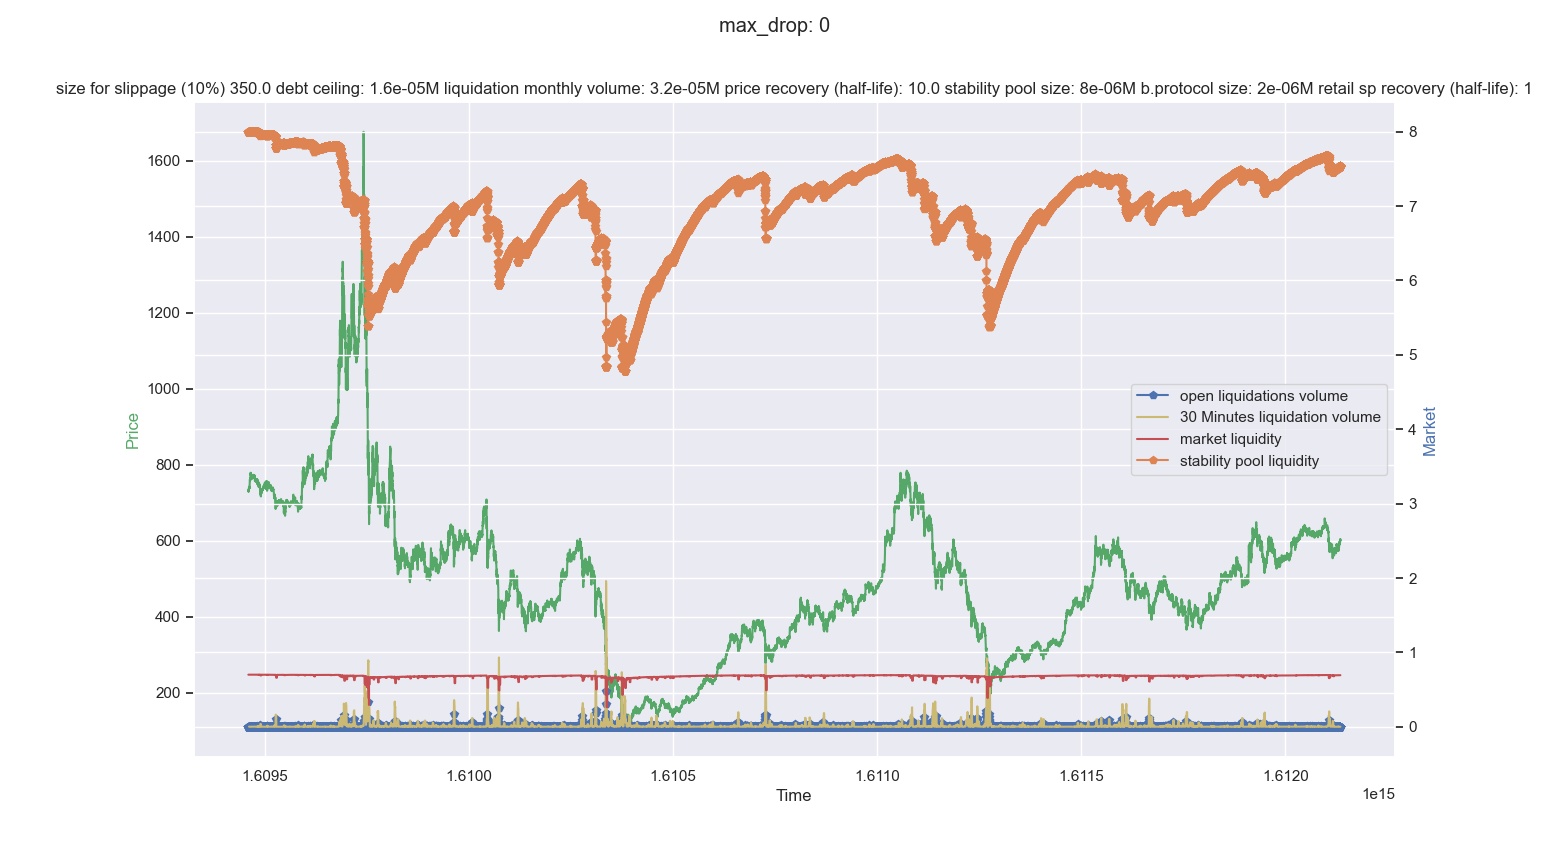 max_drop: 0
size for slippage (10%) 350.0 debt ceiling: 1.6e-05M liquidation monthly volume: 3.2e-05M price recovery (half-life): 10.0 stability pool size: 8e-06M b.protocol size: 2e-06M retail sp recovery (half-life): 1
1600
1400
1200
1000
800
600
400
200
Price
8
7
6
5
4
3
2
1
0
Market
open liquidations volume
30 Minutes liquidation volume
market liquidity
stability pool liquidity
1.6095
1.6100
1.6105
1.6110
1.6115
1.6120
Time
1e15